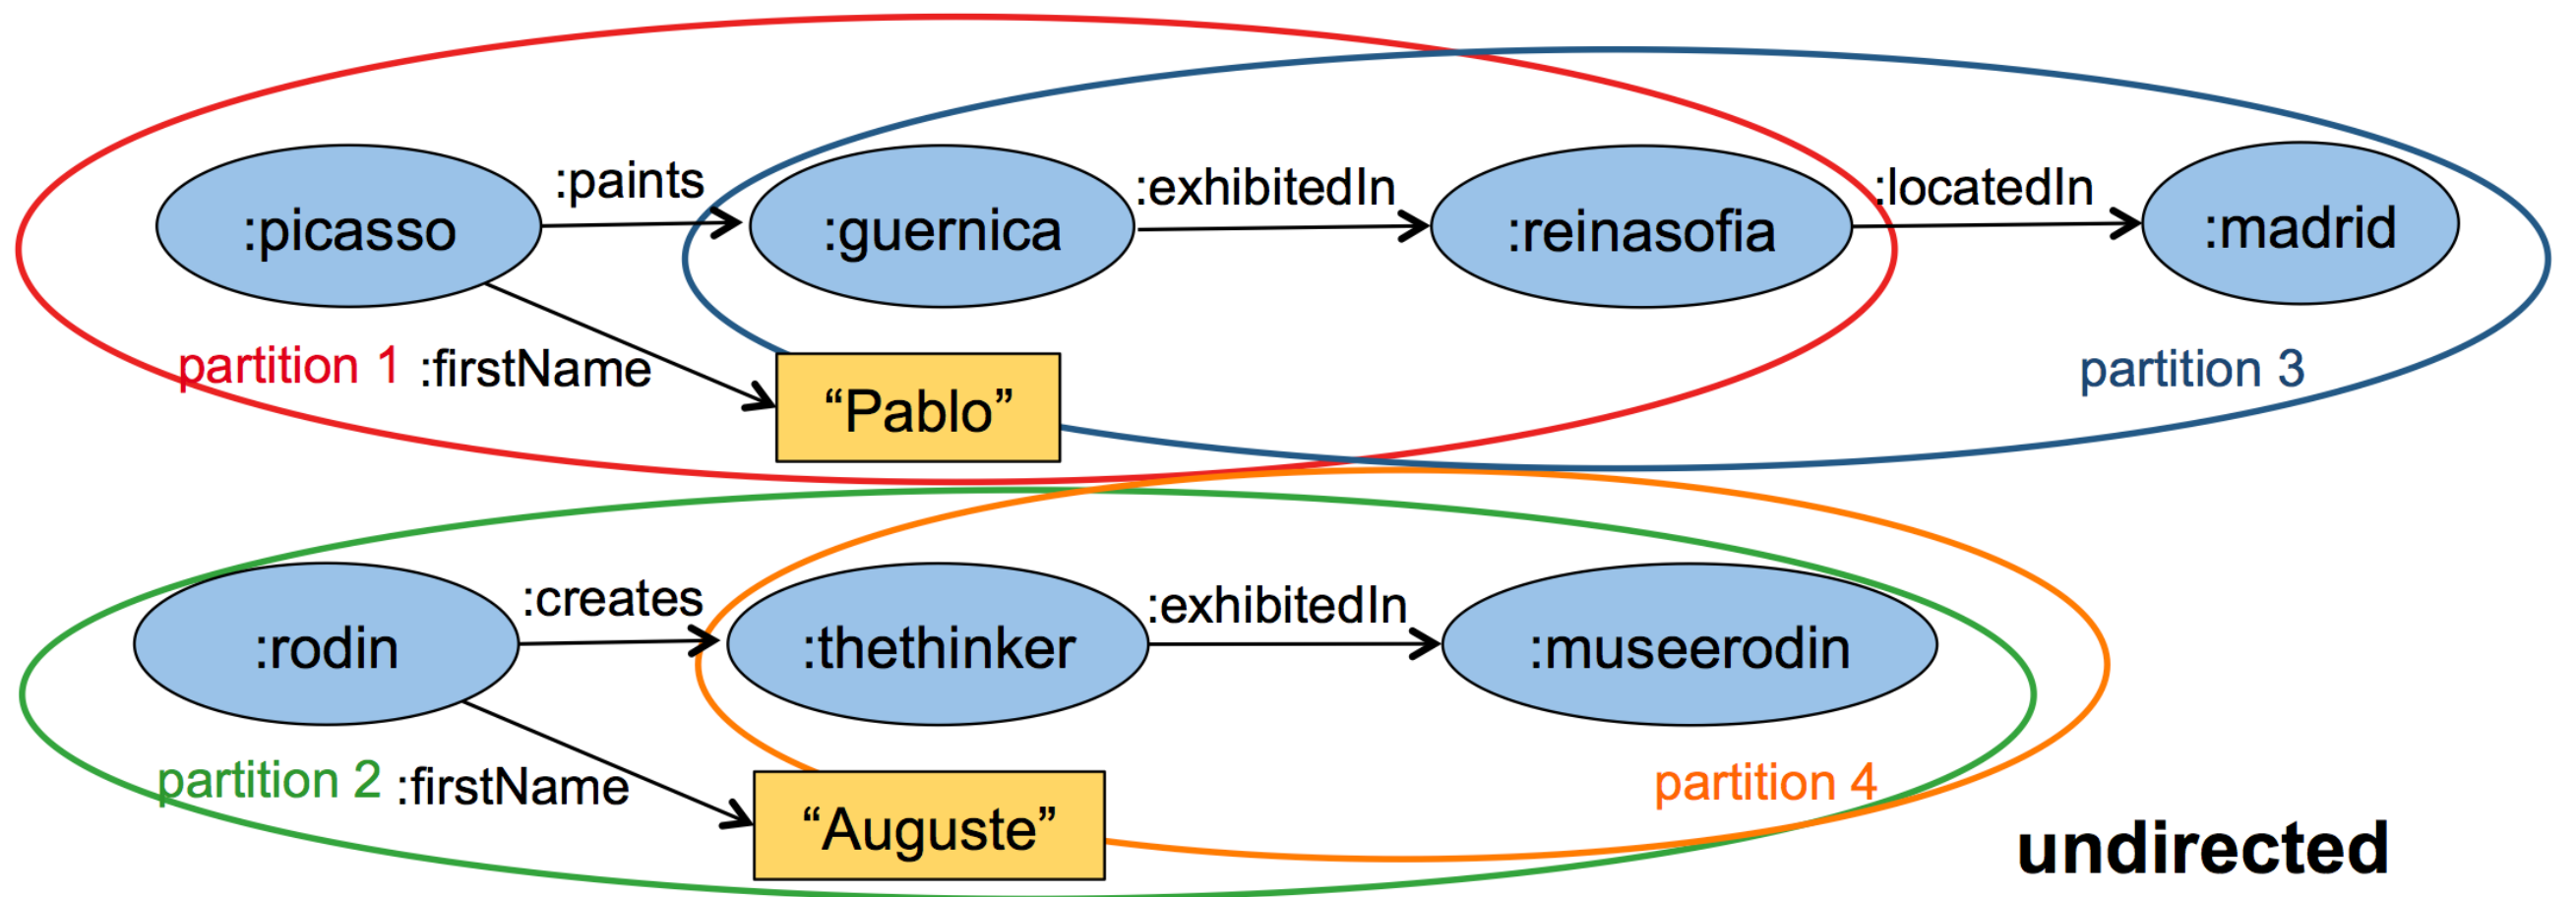 :picasso
:paints
:guernica
:exhibitedIn
:reinasofia
:locatedIn
:madrid
partition 1
:firstName
“Pablo”
partition 3
:rodin
:creates
:thethinker
:exhibitedIn
:museerodin
partition 2
:firstName
“Auguste”
partition 4
undirected